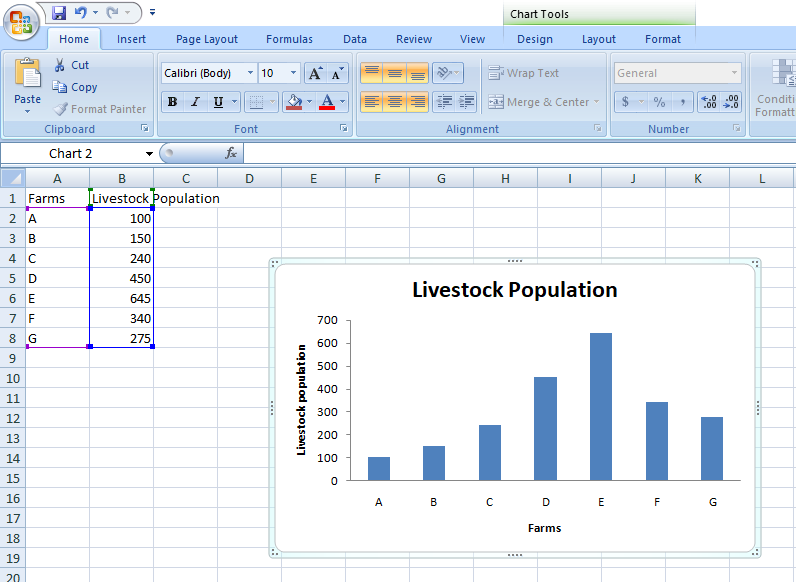 Chart Tools
Home Insert Page Layout Formulas Data Review View Design Layout Format
Paste
Cut
Copy
Format Painter
Clipboard
Calibri (Body) 10 A A
B I U A
Font
Wrap Text
Merge & Center
Alignment
General
$ % , .00 .00
Number
Conditi
Formatt
Chart 2 fx
A B C D E F G H I J K L
1 Farms Livestock Population
2 A 100
3 B 150
4 C 240
5 D 450
6 E 645
7 F 340
8 G 275
9
10
11
12
13
14
15
16
17
18
19
20
Livestock Population
Livestock population
700
600
500
400
300
200
100
0
A B C D E F G
Farms